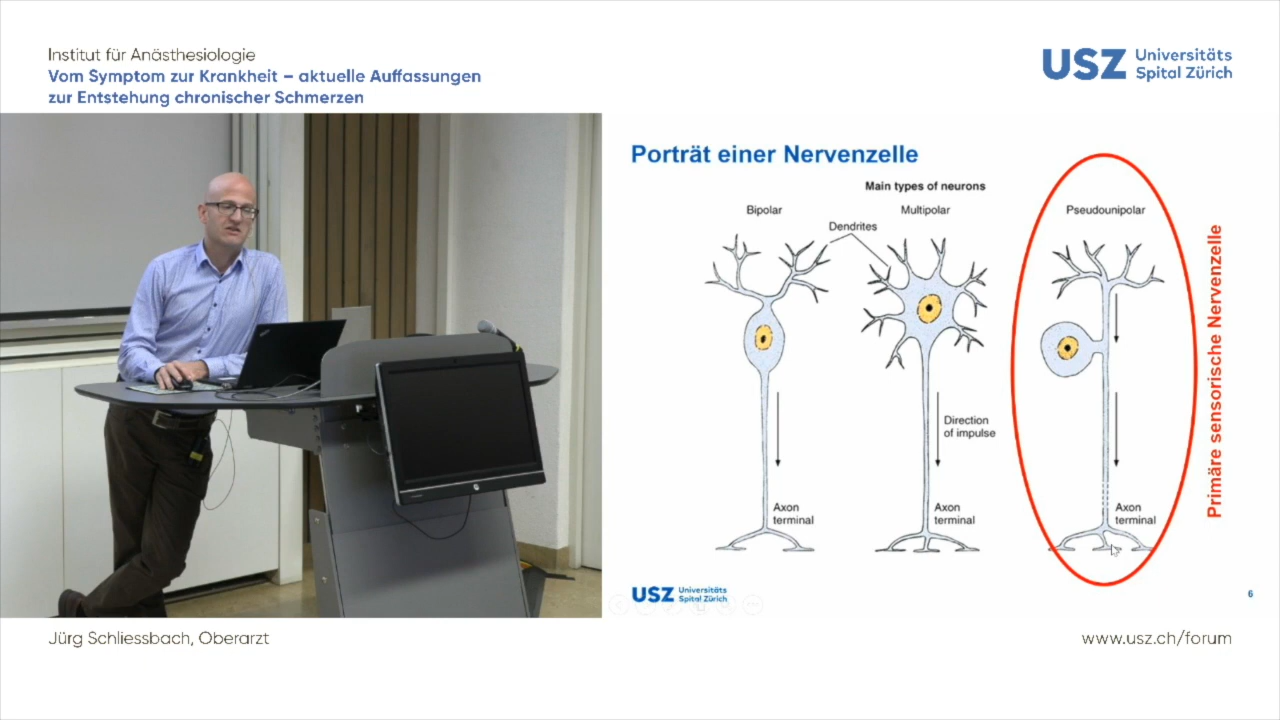 Institut für Anästhesiologie
Vom Symptom zur Krankheit – aktuelle Auffassungen
zur Entstehung chronischer Schmerzen
USZ Universitäts
Spital Zürich
Porträt einer Nervenzelle
Main types of neurons
Bipolar
Multipolar
Pseudounipolar
Dendrites
Direction
of impulse
Axon
terminal
Axon
terminal
Axon
terminal
Primäre sensorische Nervenzelle
USZ Universitäts
Spital Zürich
6
Jürg Schliessbach, Oberarzt
www.usz.ch/forum